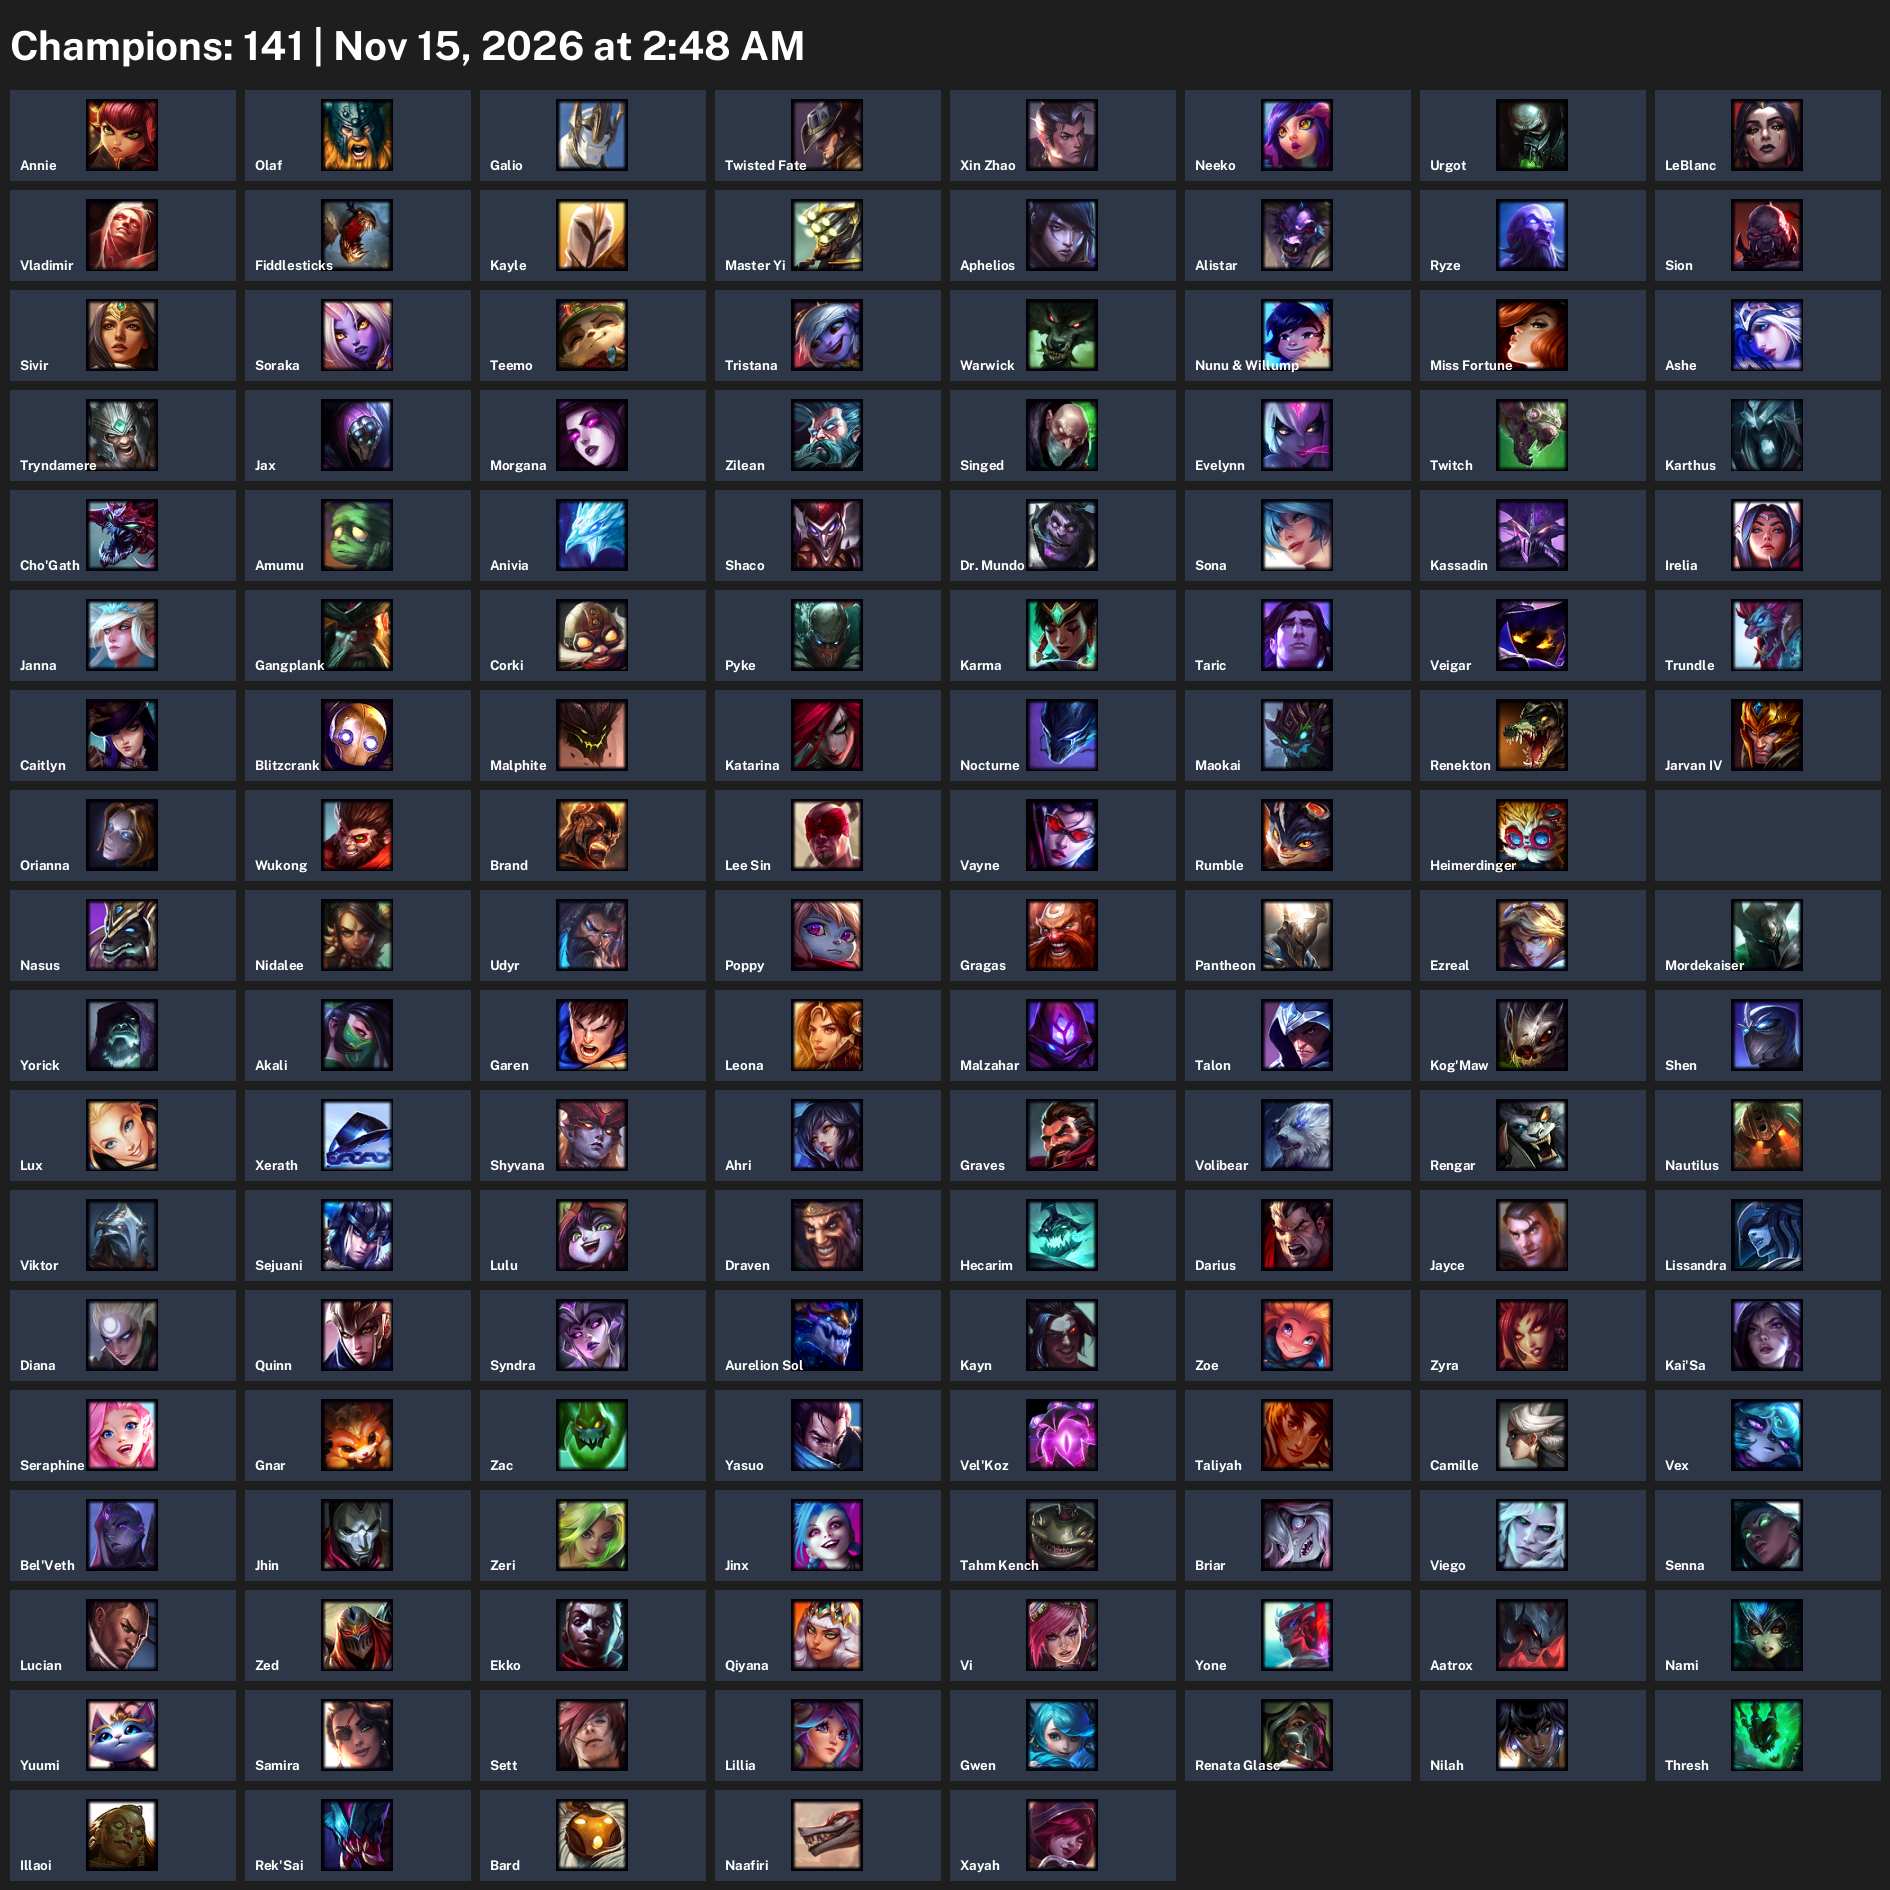 Champions: 141 | Nov 15, 2026 at 2:48 AM
Annie
Olaf
Galio
Twisted Fate
Xin Zhao
Neeko
Urgot
LeBlanc
Vladimir
Fiddlesticks
Kayle
Master Yi
Aphelios
Alistar
Ryze
Sion
Sivir
Soraka
Teemo
Tristana
Warwick
Nunu & Willump
Miss Fortune
Ashe
Tryndamere
Jax
Morgana
Zilean
Singed
Evelynn
Twitch
Karthus
Cho'Gath
Amumu
Anivia
Shaco
Dr. Mundo
Sona
Kassadin
Irelia
Janna
Gangplank
Corki
Pyke
Karma
Taric
Veigar
Trundle
Caitlyn
Blitzcrank
Malphite
Katarina
Nocturne
Maokai
Renekton
Jarvan IV
Orianna
Wukong
Brand
Lee Sin
Vayne
Rumble
Heimerdinger
Nasus
Nidalee
Udyr
Poppy
Gragas
Pantheon
Ezreal
Mordekaiser
Yorick
Akali
Garen
Leona
Malzahar
Talon
Kog'Maw
Shen
Lux
Xerath
Shyvana
Ahri
Graves
Volibear
Rengar
Nautilus
Viktor
Sejuani
Lulu
Draven
Hecarim
Darius
Jayce
Lissandra
Diana
Quinn
Syndra
Aurelion Sol
Kayn
Zoe
Zyra
Kai'Sa
Seraphine
Gnar
Zac
Yasuo
Vel'Koz
Taliyah
Camille
Vex
Bel'Veth
Jhin
Zeri
Jinx
Tahm Kench
Briar
Viego
Senna
Lucian
Zed
Ekko
Qiyana
Vi
Yone
Aatrox
Nami
Yuumi
Samira
Sett
Lillia
Gwen
Renata Glasc
Nilah
Thresh
Illaoi
Rek'Sai
Bard
Naafiri
Xayah